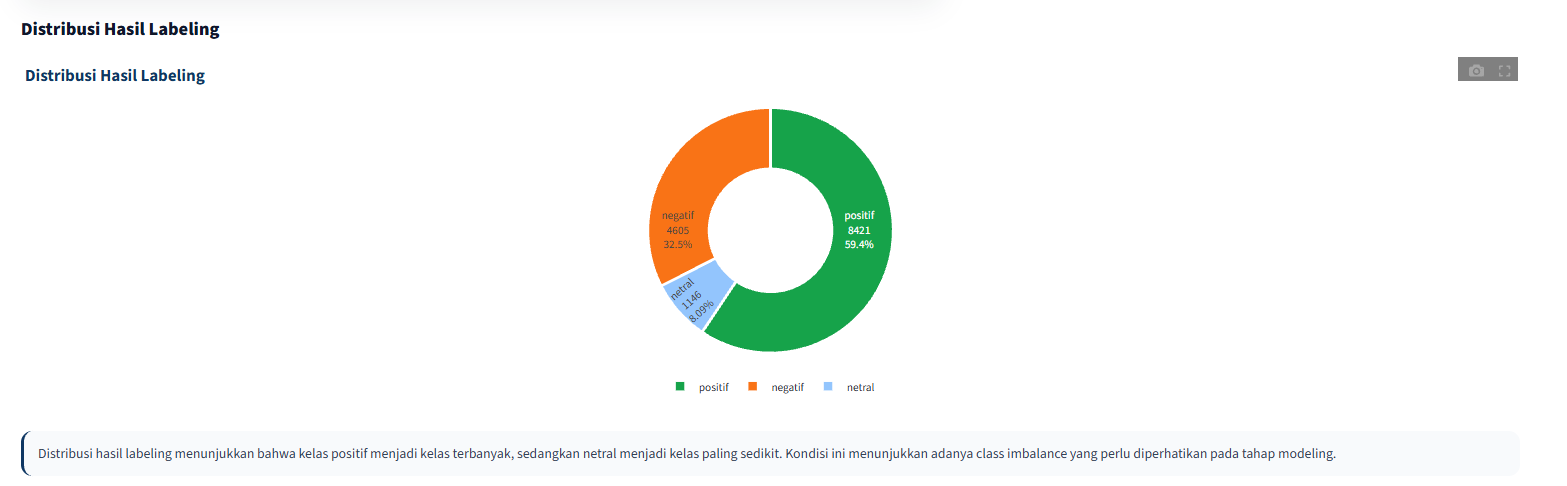 Distribusi Hasil Labeling
Distribusi Hasil Labeling
negatif
4605
32.5%
positif
8421
59.4%
netral
1146
8.09%
positif
negatif
netral
Distribusi hasil labeling menunjukkan bahwa kelas positif menjadi kelas terbanyak, sedangkan netral menjadi kelas paling sedikit. Kondisi ini menunjukkan adanya class imbalance yang perlu diperhatikan pada tahap modeling.